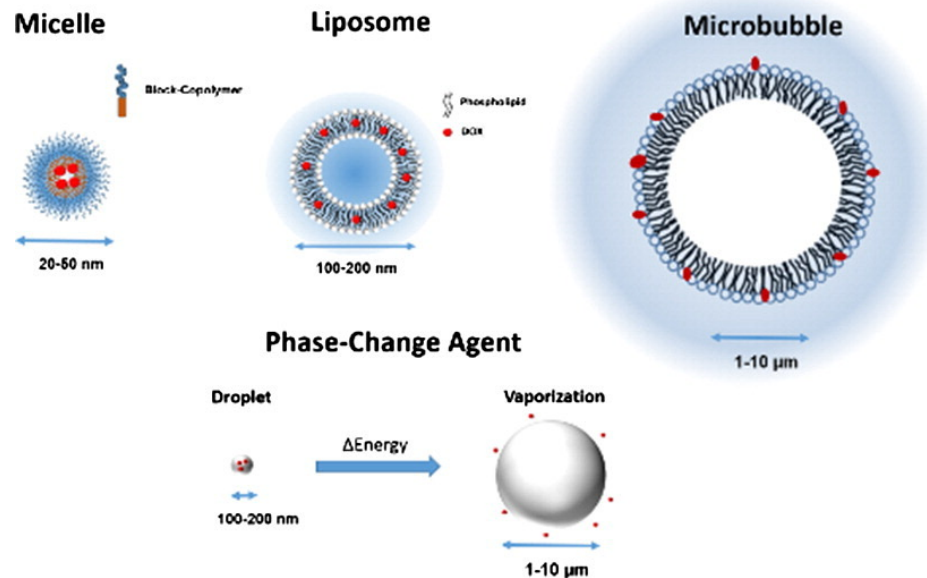 Micelle
Block-Copolymer
20-50 nm
Liposome
Phospholipid
DOX
100-200 nm
Microbubble
1-10 μm
Phase-Change Agent
Droplet
100-200 nm
ΔEnergy
Vaporization
1-10 μm